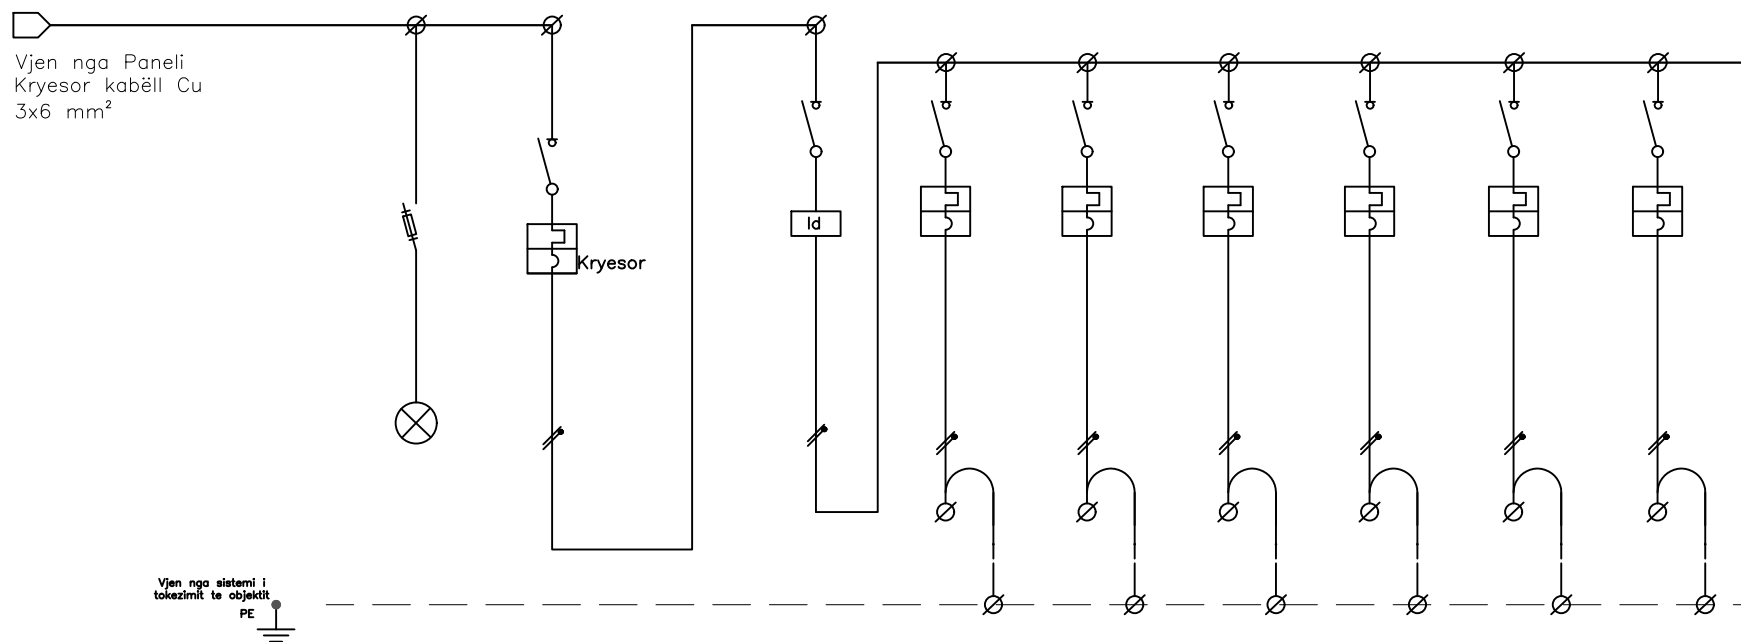 Vjen nga Paneli
Kryesor kabëll Cu
3x6 mm²
Id
Kryesor
Vjen nga sistemi i
tokezimit te objektit
PE